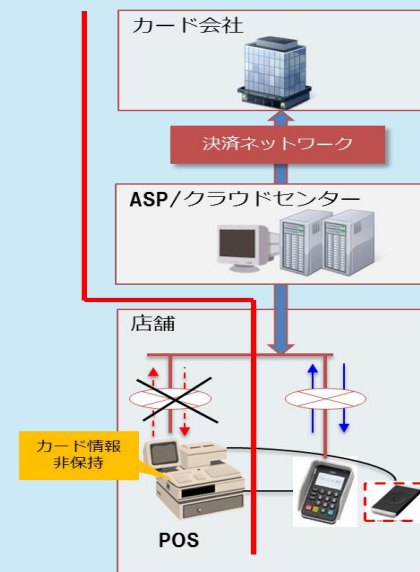 カード会社
決済ネットワーク
ASP/クラウドセンター
店舗
カード情報
非保持
POS